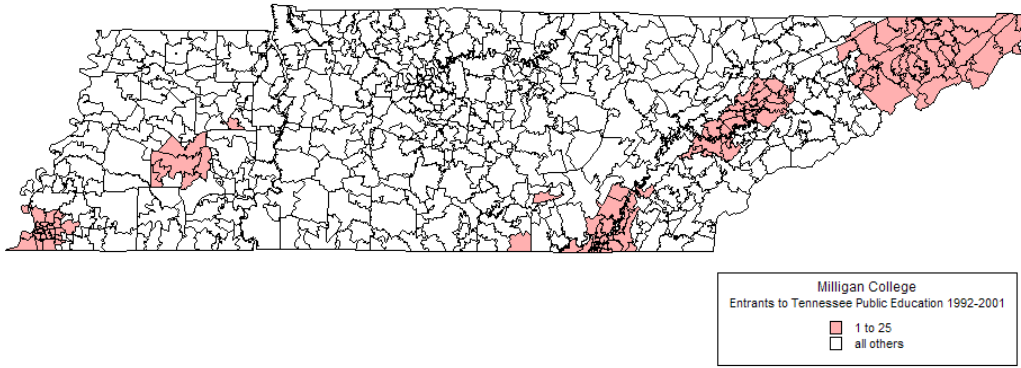 Milligan College
Entrants to Tennessee Public Education 1992-2001
1 to 25
all others